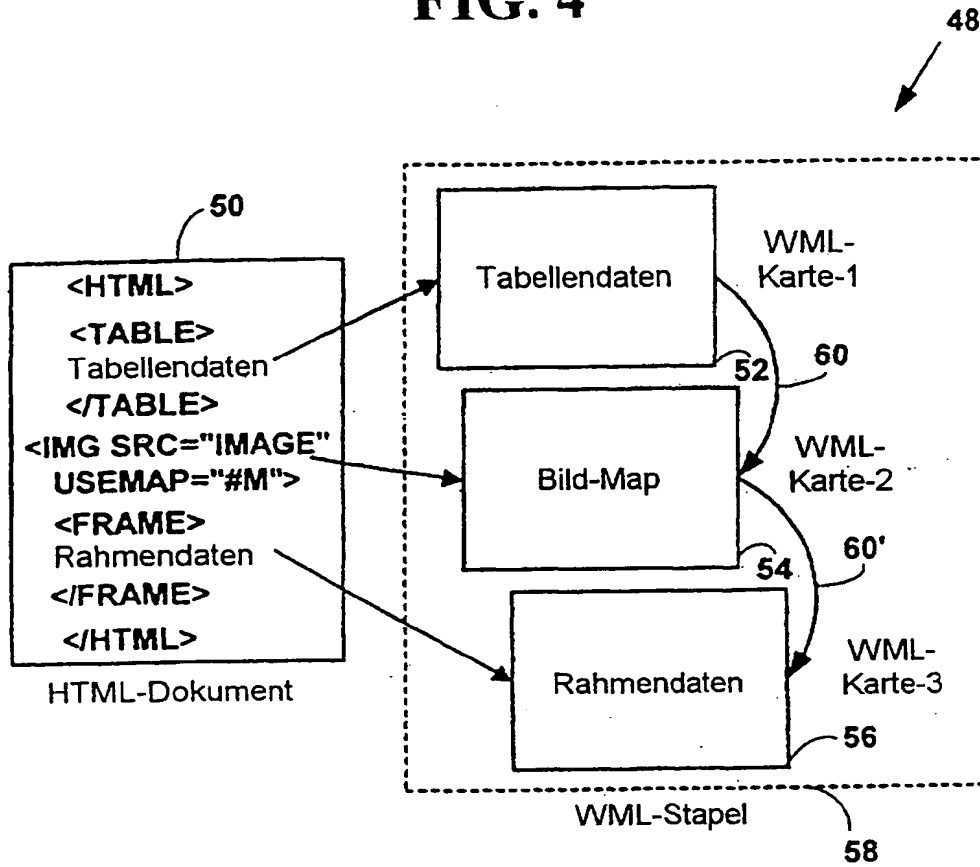 FIG. 4
48
50
<HTML>
<TABLE>
Tabellendaten
</TABLE>
<IMG SRC="IMAGE"
USEMAP="#M">
<FRAME>
Rahmendaten
</FRAME>
</HTML>
HTML-Dokument
Tabellendaten
WML-
Karte-1
52
60
Bild-Map
WML-
Karte-2
54
60'
Rahmendaten
WML-
Karte-3
56
WML-Stapel
58